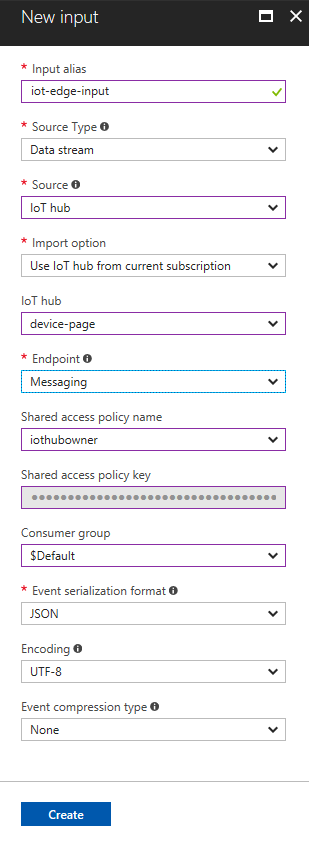 New input
* Input alias
iot-edge-input
* Source Type
Data stream
* Source
IoT hub
* Import option
Use IoT hub from current subscription
IoT hub
device-page
* Endpoint
Messaging
Shared access policy name
iothubowner
Shared access policy key
Consumer group
$Default
* Event serialization format
JSON
Encoding
UTF-8
Event compression type
None
Create